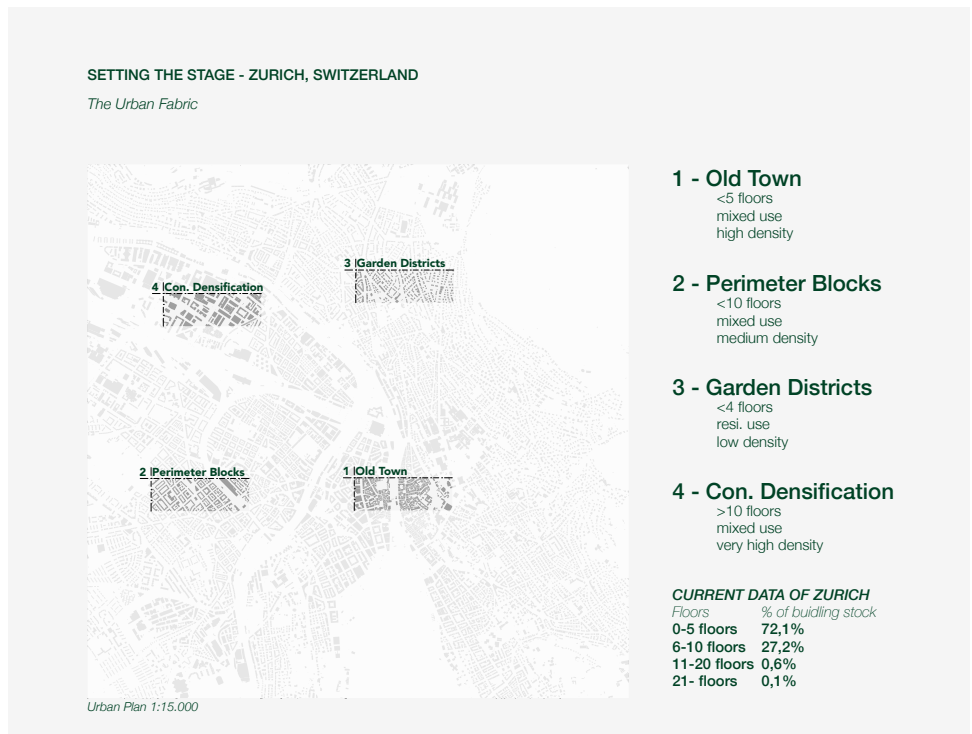 SETTING THE STAGE - ZURICH, SWITZERLAND
The Urban Fabric
3 |Garden Districts
4 |Con. Densification
2 |Perimeter Blocks
1 |Old Town
Urban Plan 1:15.000
1 - Old Town
<5 floors
mixed use
high density
2 - Perimeter Blocks
<10 floors
mixed use
medium density
3 - Garden Districts
<4 floors
resi. use
low density
4 - Con. Densification
>10 floors
mixed use
very high density
CURRENT DATA OF ZURICH
Floors % of buidling stock
0-5 floors 72,1%
6-10 floors 27,2%
11-20 floors 0,6%
21- floors 0,1%